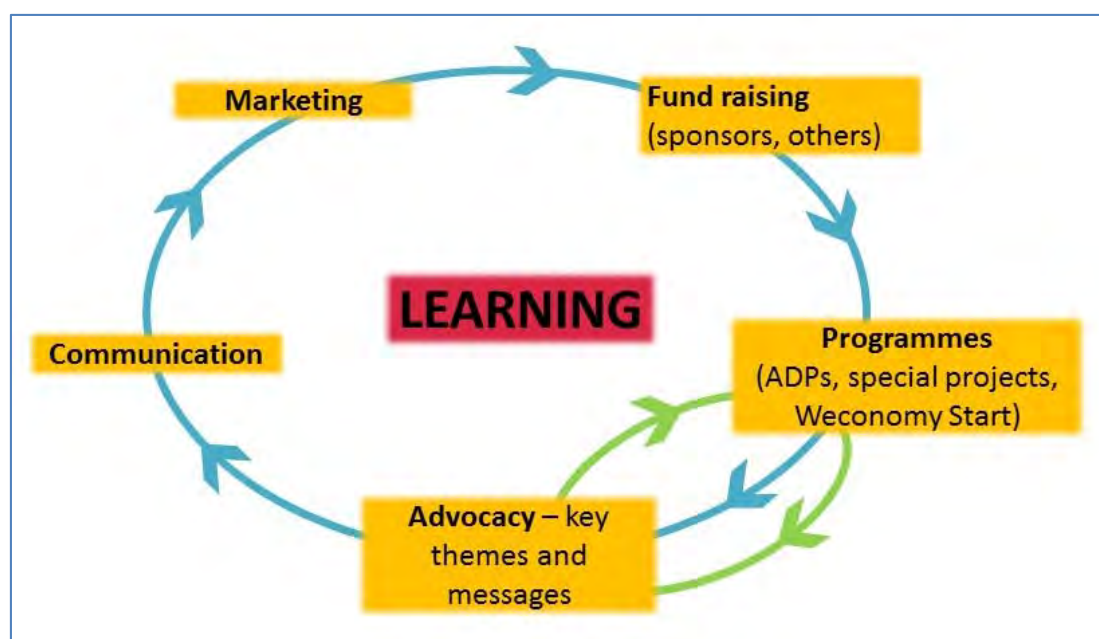 Marketing
Fund raising
(sponsors, others)
LEARNING
Communication
Programmes
(ADPs, special projects,
Weconomy Start)
Advocacy – key
themes and
messages